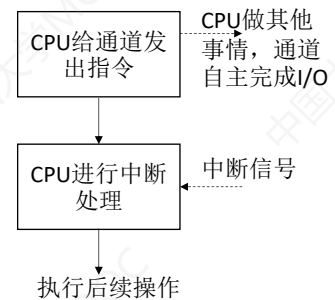 CPU给通道发
出指令
CPU做其他
事情，通道
自主完成I/O
CPU进行中断
处理
中断信号
执行后续操作